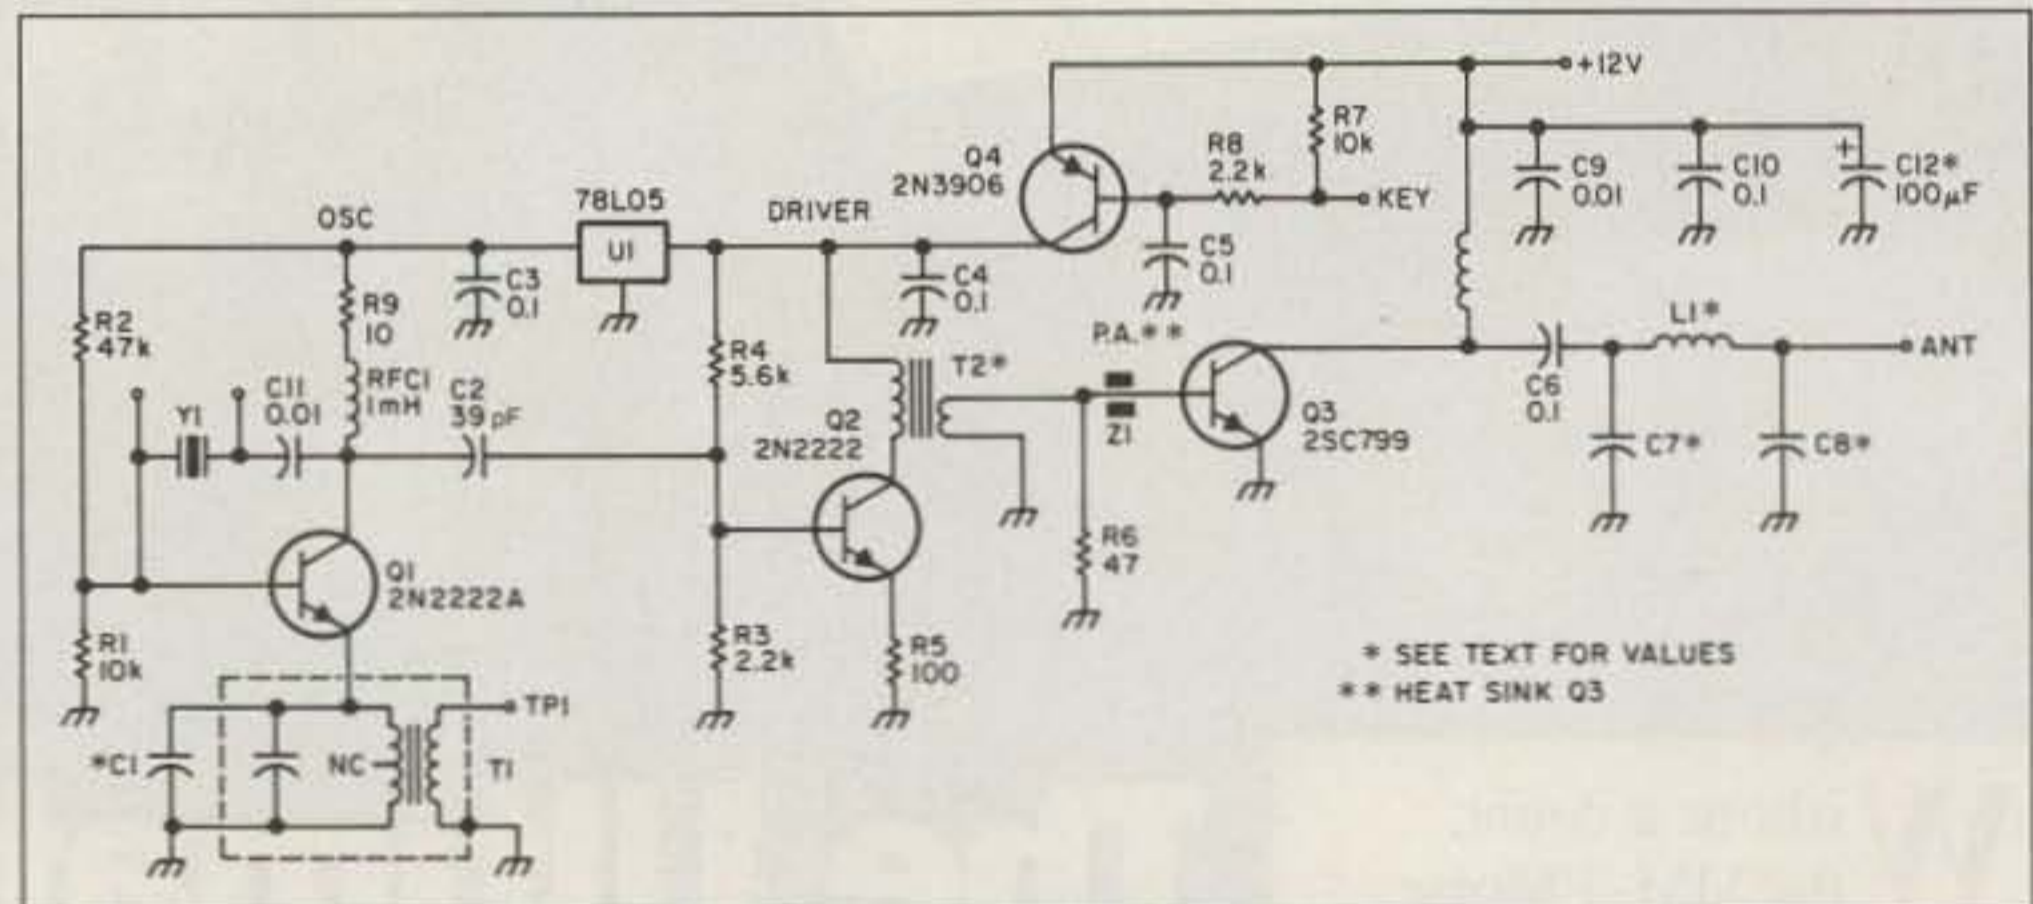 +12V
R7
10k
Q4
2N3906
R8
2.2k
KEY
C9
0.01
C10
0.1
+
C12*
100µF
OSC
78L05
U1
DRIVER
C5
0.1
C3
0.1
C4
0.1
R2
47k
R9
10
RFC1
1mH
C11
0.01
C2
39 pF
Y1
R4
5.6k
T2*
P.A.**
Z1
Q3
2SC799
L1*
ANT
C6
0.1
C7*
C8*
Q2
2N2222
Q1
2N2222A
R6
47
R1
10k
R3
2.2k
R5
100
TP1
*C1
NC
T1
* SEE TEXT FOR VALUES
** HEAT SINK Q3